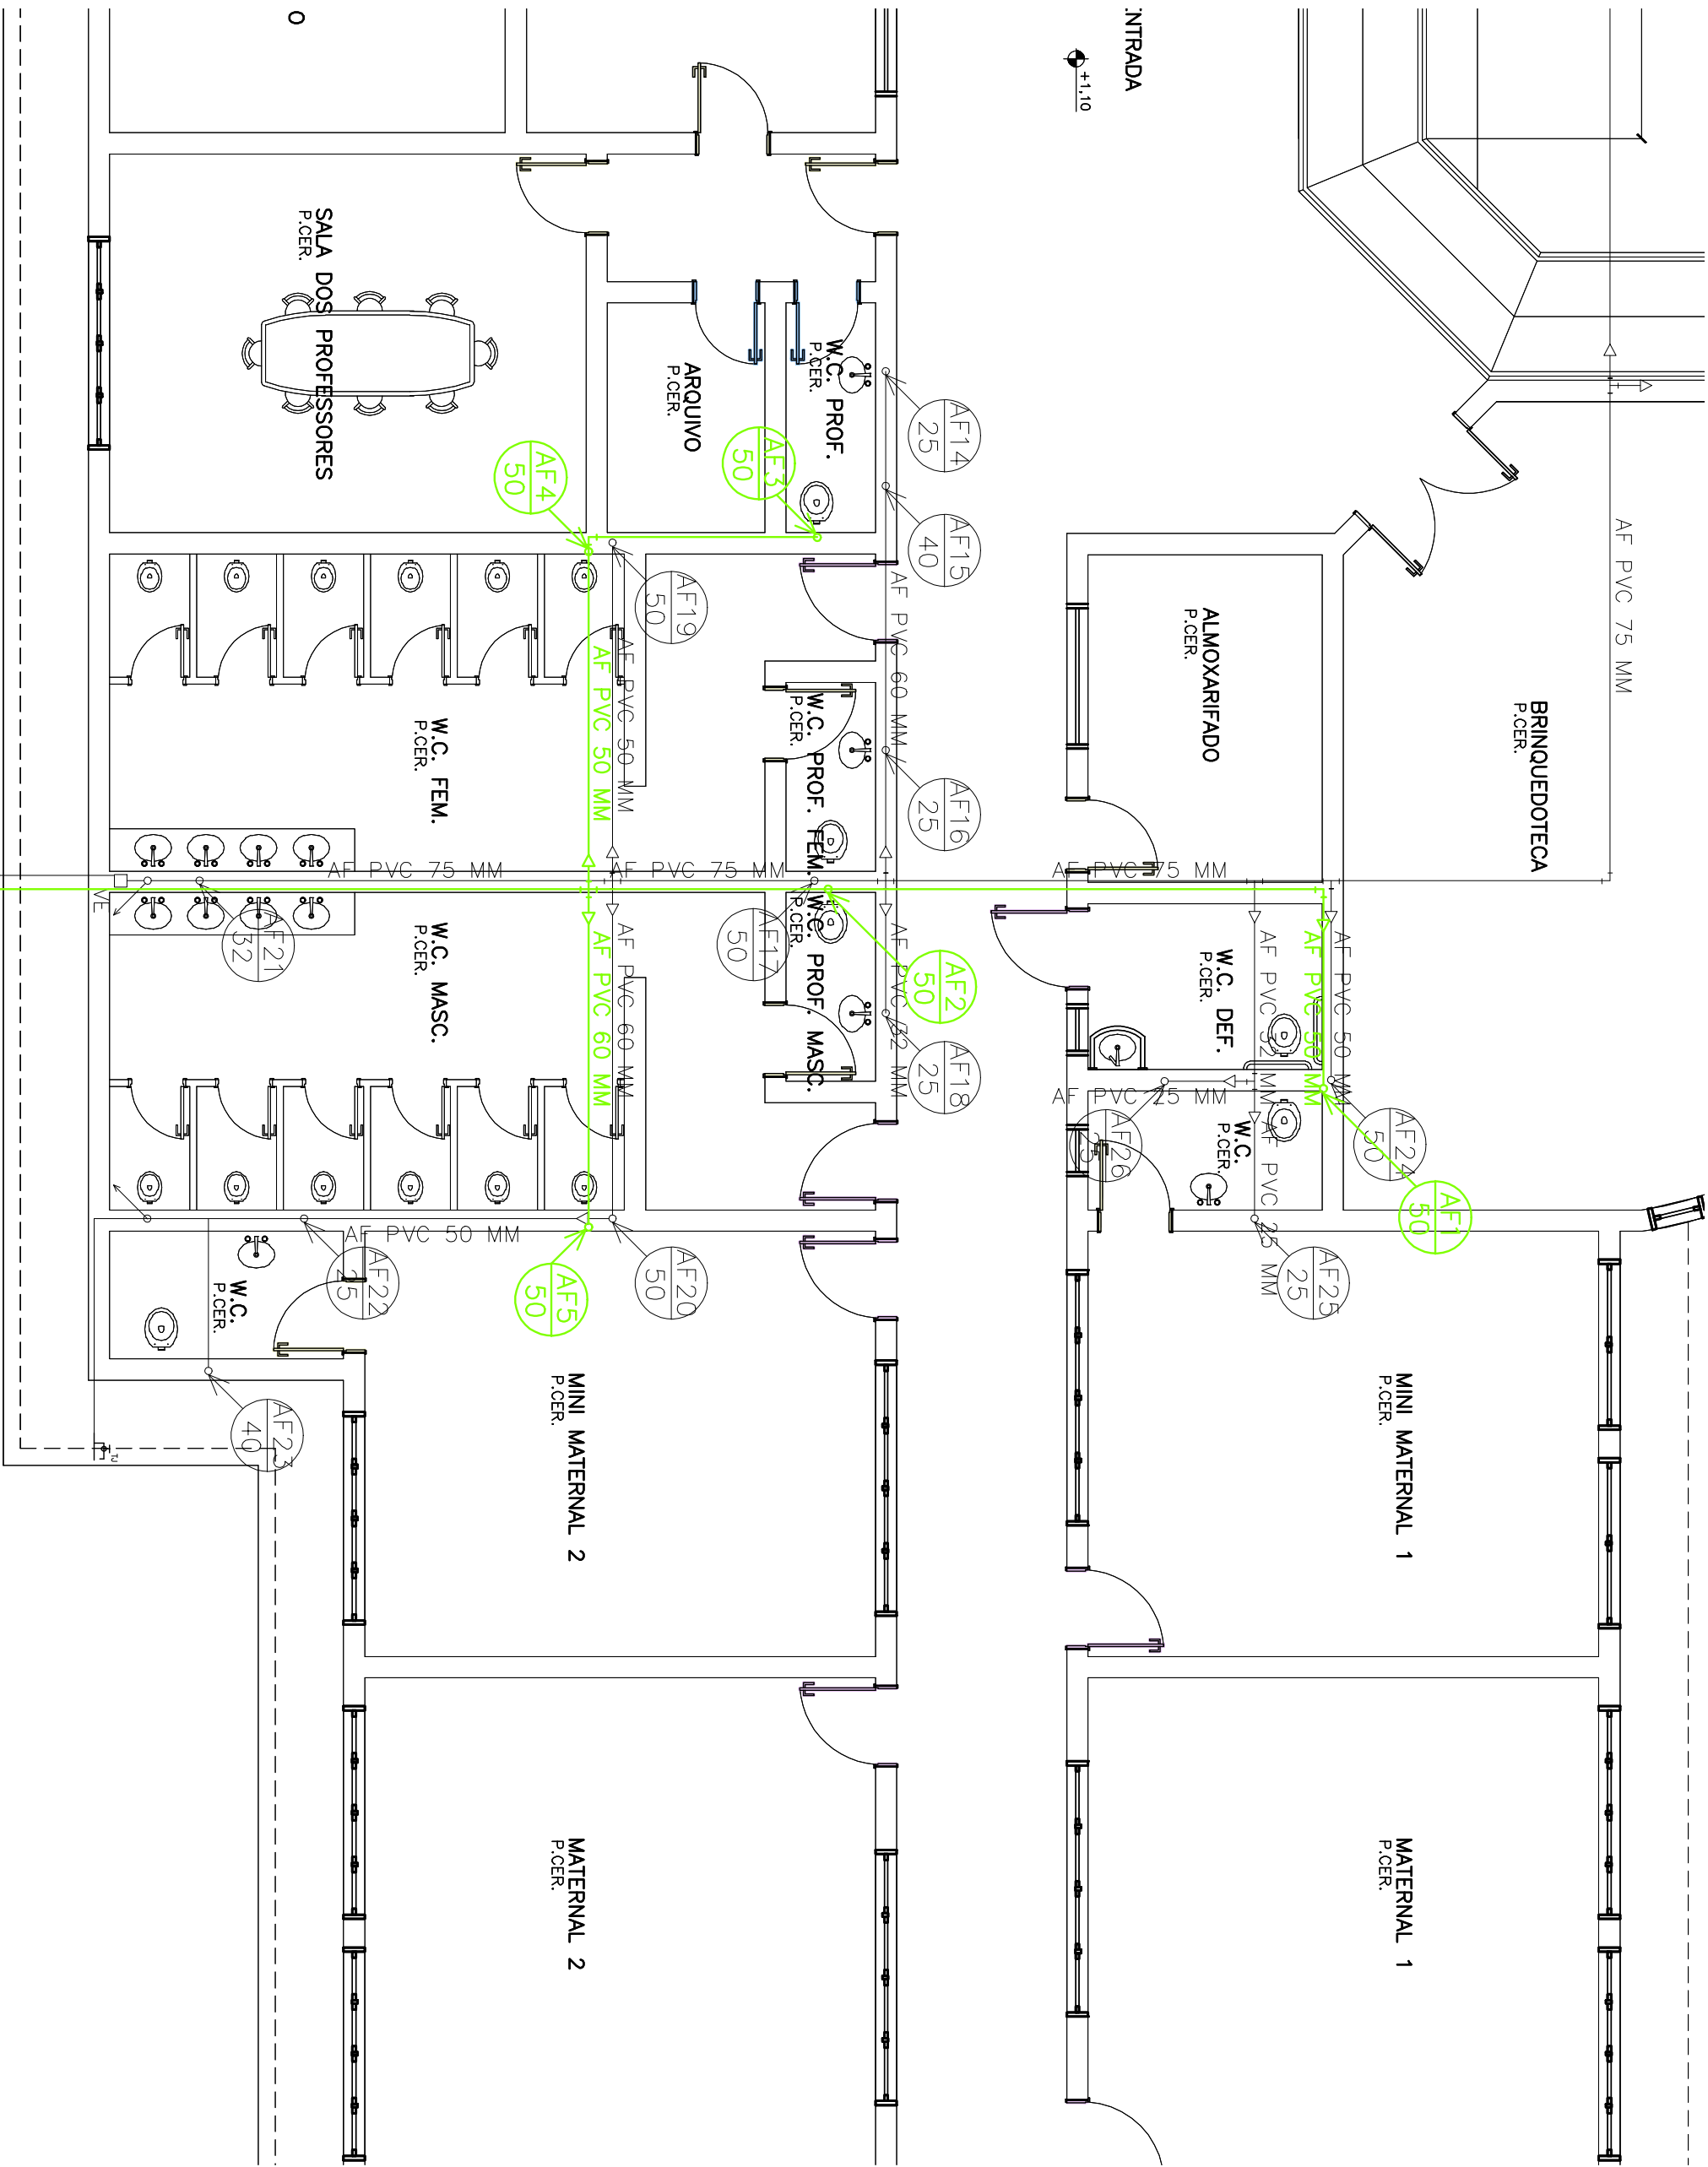 O
ENTRADA
+1,10
SALA DOS PROFESSORES
P.CER.
ARQUIVO
P.CER.
W.C. PROF.
P.CER.
AF14
25
AF15
40
AF3
50
AF4
50
AF19
50
AF PVC 75 MM
BRINQUEDOTECA
P.CER.
ALMOXARIFADO
P.CER.
AF PVC 60 MM
AF16
25
AF PVC 50 MM
AF PVC 50 MM
W.C. FEM.
P.CER.
W.C. PROF. FEM.
P.CER.
AF PVC 75 MM
AF PVC 75 MM
AF PVC 75 MM
AF21
32
AF17
50
AF2
50
W.C. MASC.
P.CER.
W.C. PROF. MASC.
P.CER.
AF PVC 60 MM
AF PVC 60 MM
AF PVC 32 MM
AF18
25
W.C. DEF.
P.CER.
AF PVC 32 MM
AF PVC 50 MM
AF PVC 50 MM
AF PVC 25 MM
AF26
25
W.C.
P.CER.
AF PVC 25 MM
AF24
50
AF1
50
AF25
25
AF PVC 50 MM
AF22
25
AF5
50
AF20
50
W.C.
P.CER.
AF23
40
MINI MATERNAL 2
P.CER.
MINI MATERNAL 1
P.CER.
MATERNAL 2
P.CER.
MATERNAL 1
P.CER.